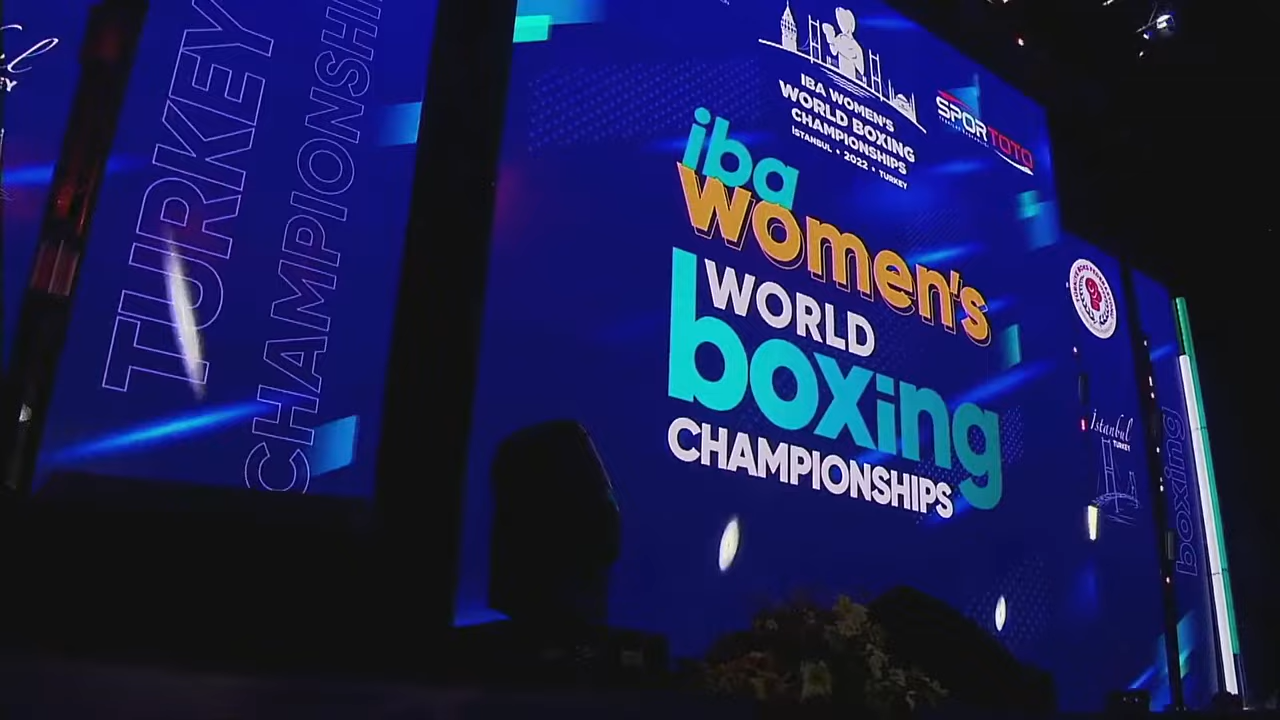 TURKEY
CHAMPIONSHI
IBA WOMEN'S
WORLD BOXING
CHAMPIONSHIPS
İSTANBUL • 2022 • TURKEY
SPORTOTO
iba
women's
WORLD
boxing
CHAMPIONSHIPS
İstanbul
TURKEY
boxing